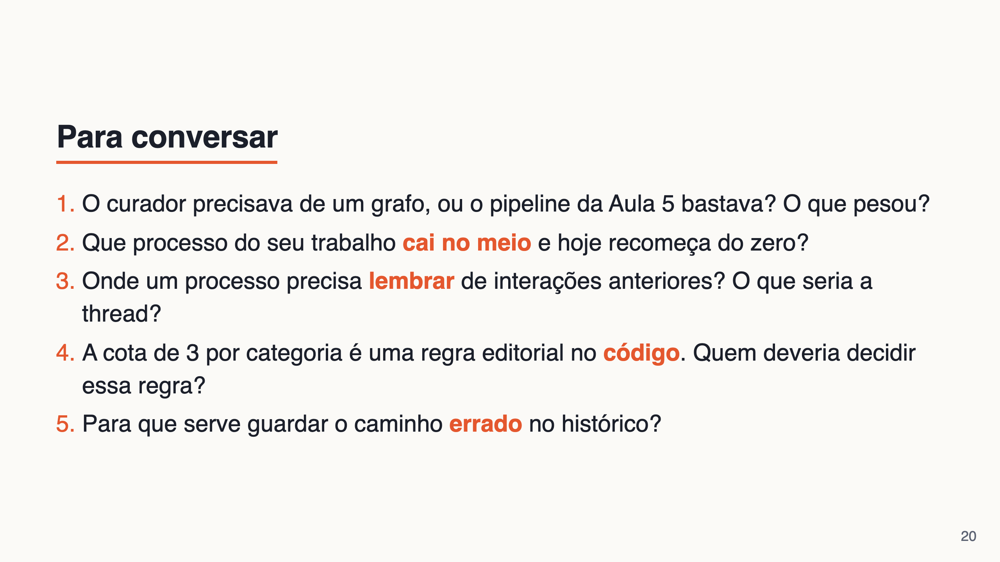 Para conversar
1. O curador precisava de um grafo, ou o pipeline da Aula 5 bastava? O que pesou?
2. Que processo do seu trabalho cai no meio e hoje recomeça do zero?
3. Onde um processo precisa lembrar de interações anteriores? O que seria a
thread?
4. A cota de 3 por categoria é uma regra editorial no código. Quem deveria decidir
essa regra?
5. Para que serve guardar o caminho errado no histórico?
20